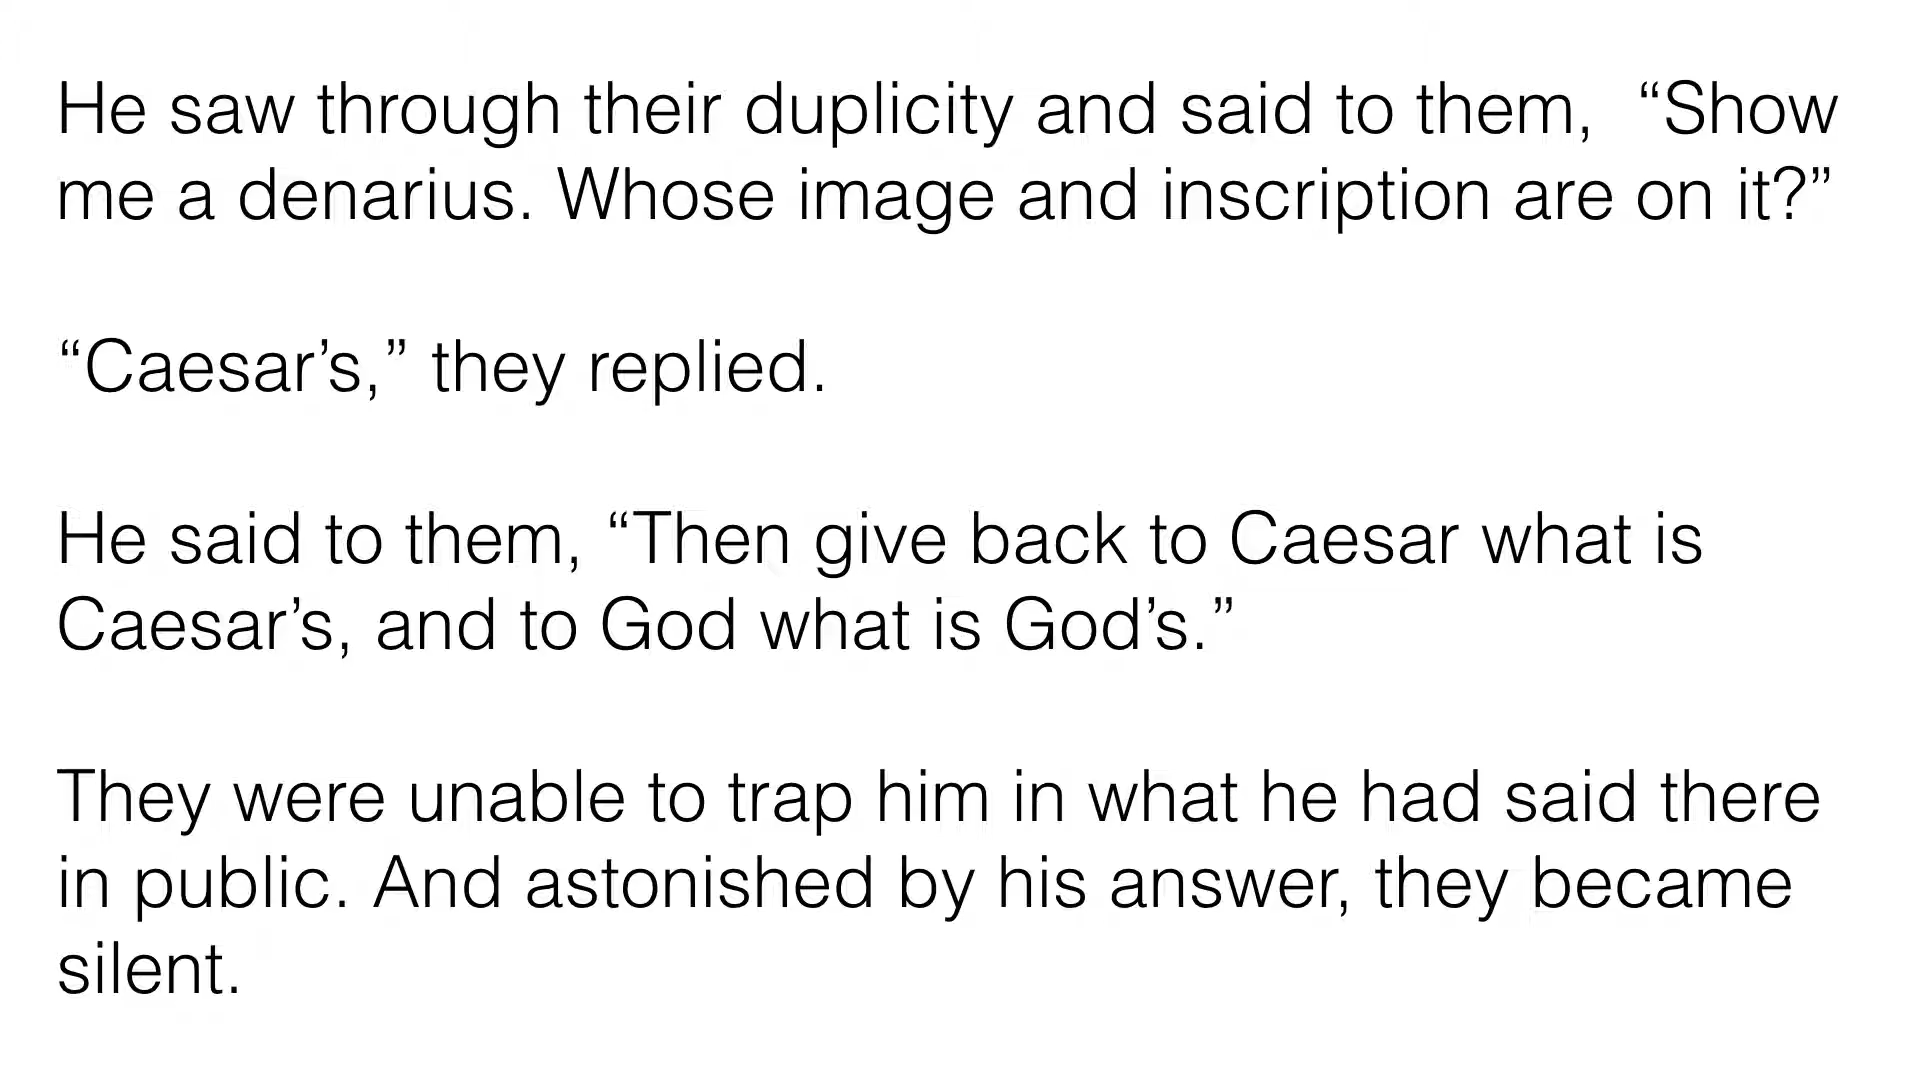 He saw through their duplicity and said to them,  “Show
me a denarius. Whose image and inscription are on it?”
“Caesar’s,” they replied.
He said to them, “Then give back to Caesar what is
Caesar’s, and to God what is God’s.”
They were unable to trap him in what he had said there
in public. And astonished by his answer, they became
silent.